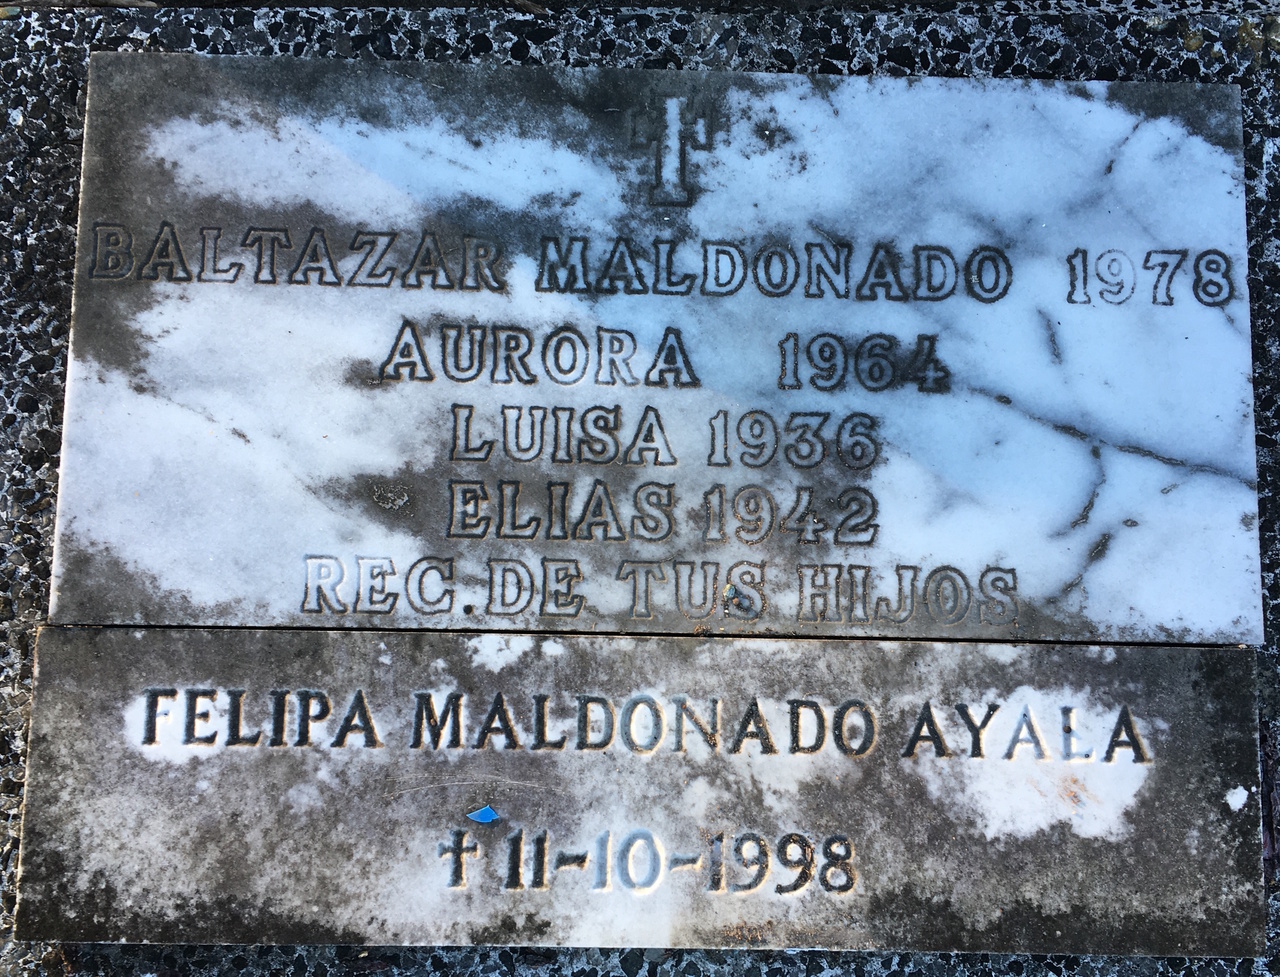 BALTAZAR MALDONADO 1978
AURORA 1964
LUISA 1936
ELIAS 1942
REC. DE TUS HIJOS
FELIPA MALDONADO AYALA
† 11-10-1998